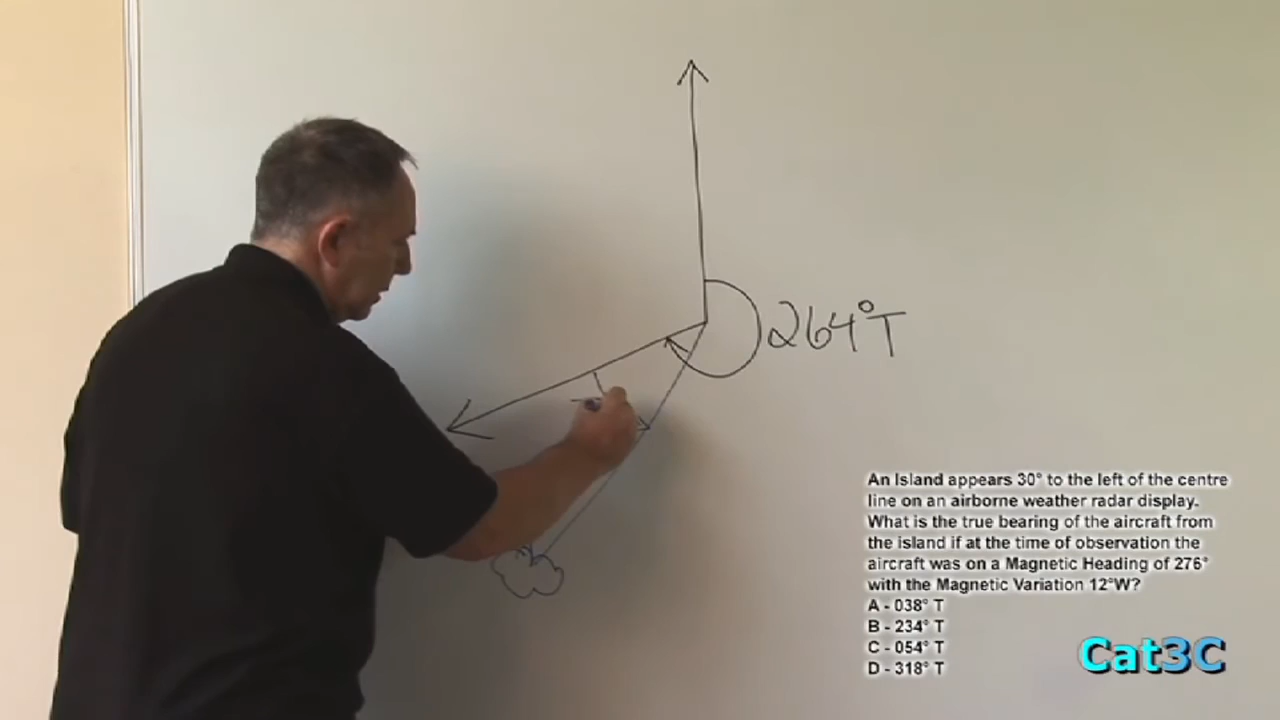 264°T
An Island appears 30° to the left of the centre
line on an airborne weather radar display.
What is the true bearing of the aircraft from
the island if at the time of observation the
aircraft was on a Magnetic Heading of 276°
with the Magnetic Variation 12°W?
A - 038° T
B - 234° T
C - 054° T
D - 318° T
Cat3C